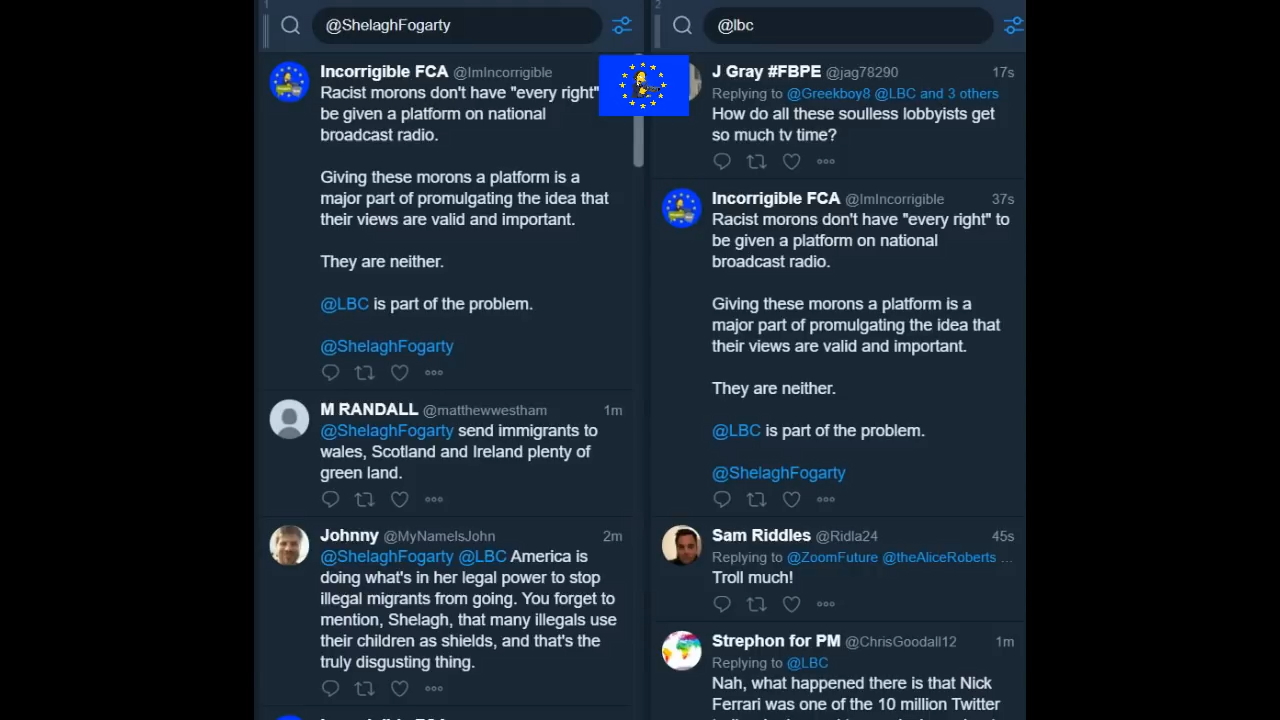 1
@ShelaghFogarty
Incorrigible FCA @ImIncorrigible
Racist morons don't have "every right"
be given a platform on national
broadcast radio.
Giving these morons a platform is a
major part of promulgating the idea that
their views are valid and important.
They are neither.
@LBC is part of the problem.
@ShelaghFogarty
M RANDALL @matthewwestham 1m
@ShelaghFogarty send immigrants to
wales, Scotland and Ireland plenty of
green land.
Johnny @MyNameIsJohn 2m
@ShelaghFogarty @LBC America is
doing what's in her legal power to stop
illegal migrants from going. You forget to
mention, Shelagh, that many illegals use
their children as shields, and that's the
truly disgusting thing.
2
@lbc
J Gray #FBPE @jag78290 17s
Replying to @Greekboy8 @LBC and 3 others
How do all these soulless lobbyists get
so much tv time?
Incorrigible FCA @ImIncorrigible 37s
Racist morons don't have "every right" to
be given a platform on national
broadcast radio.
Giving these morons a platform is a
major part of promulgating the idea that
their views are valid and important.
They are neither.
@LBC is part of the problem.
@ShelaghFogarty
Sam Riddles @Ridla24 45s
Replying to @ZoomFuture @theAliceRoberts ...
Troll much!
Strephon for PM @ChrisGoodall12 1m
Replying to @LBC
Nah, what happened there is that Nick
Ferrari was one of the 10 million Twitter